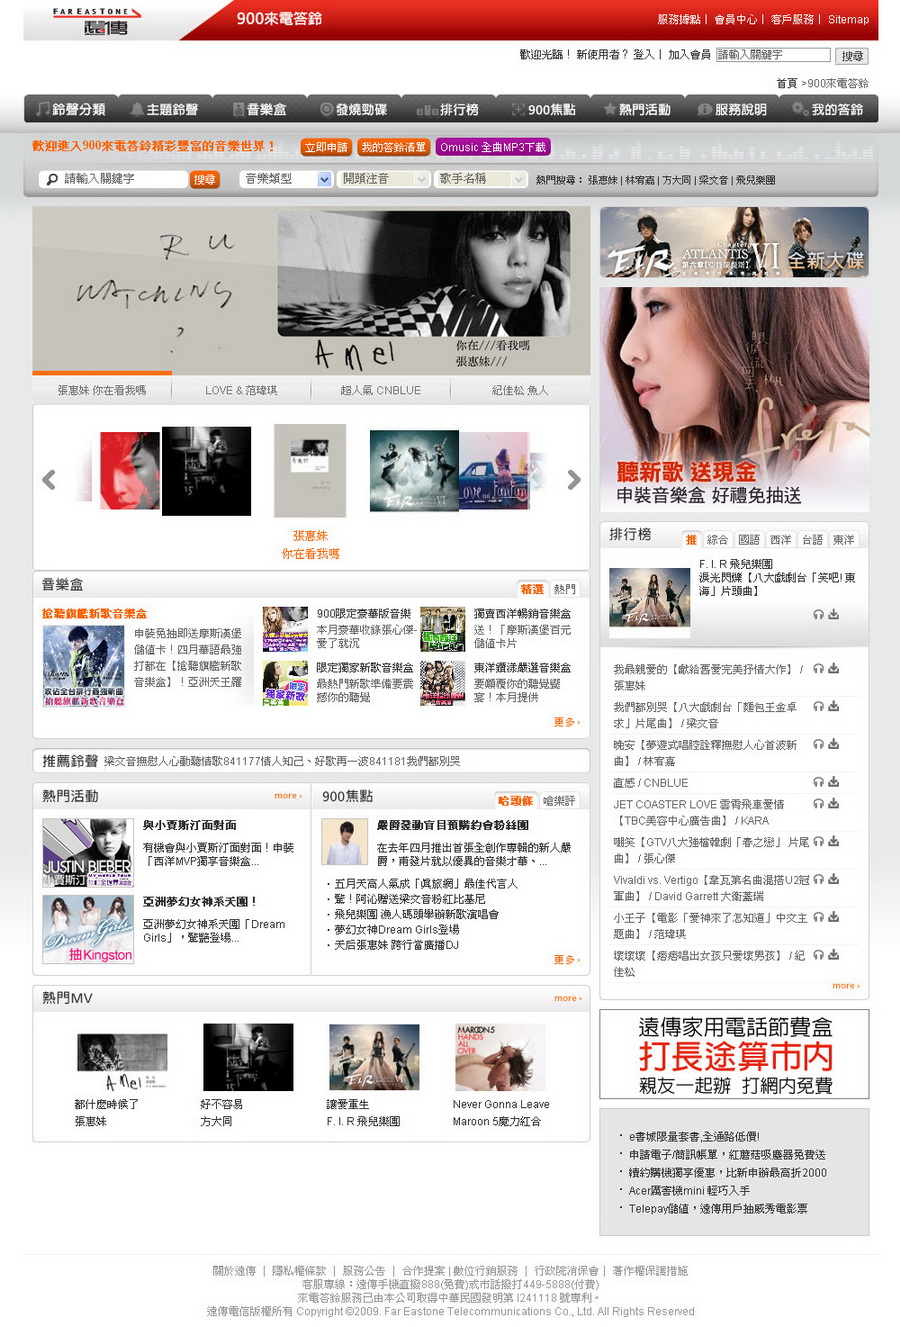 FAR EASTONE
遠傳
900來電答鈴
服務據點 | 會員中心 | 客戶服務 | Sitemap
歡迎光臨！ 新使用者？ 登入 | 加入會員 請輸入關鍵字 搜尋
首頁 >900來電答鈴
鈴聲分類 主題鈴聲 音樂盒 發燒勁碟 排行榜 900焦點 熱門活動 服務說明 我的答鈴
歡迎進入900來電答鈴精彩豐富的音樂世界！ 立即申請 我的答鈴清單 Omusic 全曲MP3下載
請輸入關鍵字 搜尋 音樂類型 開頭注音 歌手名稱 熱門搜尋： 張惠妹 | 林宥嘉 | 方大同 | 梁文音 | 飛兒樂團
R U
WATCHING
?
AMEI
你在///看我嗎
張惠妹///
張惠妹 你在看我嗎 LOVE & 范瑋琪 超人氣 CNBLUE 紀佳松 魚人
張惠妹
你在看我嗎
F.I.R
Chapter
ATLANTIS VI
全新大碟
聽新歌 送現金
申裝音樂盒 好禮免抽送
音樂盒 精選 熱門
搶聽旗艦新歌音樂盒
申裝免抽即送摩斯漢堡
儲值卡！四月華語最強
打都在【搶聽旗艦新歌
音樂盒】！亞洲天王羅
900限定豪華版音樂
本月豪華收錄張心傑-
愛了就沉
獨賣西洋暢銷音樂盒
送！「摩斯漢堡百元
儲值卡片
限定獨家新歌音樂盒
最熱門新歌準備要震
撼你的聽覺
東洋鑽漾嚴選音樂盒
要顛覆你的聽覺饗
宴！本月提供
更多
推薦鈴聲 梁文音撫慰人心動聽情歌841177情人知己、好歌再一波841181我們都別哭
熱門活動 more
JUSTIN BIEBER
小賈斯汀
與小賈斯汀面對面
有機會與小賈斯汀面對面！申裝
「西洋MVP獨享音樂盒...
Dream Girls
抽Kingston
亞洲夢幻女神系天團！
亞洲夢幻女神系天團「Dream
Girls」，驚豔登場...
900焦點 哈頭條 嗆樂評
嚴爵發動盲目預購約會粉絲團
在去年四月推出首張全創作專輯的新人嚴
爵，甫發片就以優異的音樂才華、...
‧五月天高人氣成「真旅網」最佳代言人
‧驚！阿沁贈送梁文音粉紅比基尼
‧飛兒樂團 漁人碼頭舉辦新歌演唱會
‧夢幻女神Dream Girls登場
‧天后張惠妹 跨行當廣播DJ
更多
熱門MV more
AMEI
MAROON5
HANDS
ALL
OVER
都什麼時候了
張惠妹
好不容易
方大同
讓愛重生
F. I. R 飛兒樂團
Never Gonna Leave
Maroon 5魔力紅合
排行榜 推 綜合 國語 西洋 台語 東洋
F. I. R 飛兒樂團
淚光閃爍【八大戲劇台「笑吧!東
海」片頭曲】
我最親愛的【獻給舊愛完美抒情大作】 /
張惠妹
我們都別哭【八大戲劇台「麵包王金卓
求」片尾曲】 / 梁文音
晚安【夢遊式唱腔詮釋撫慰人心首波新
曲】 / 林宥嘉
直感 / CNBLUE
JET COASTER LOVE 雲霄飛車愛情
【TBC美容中心廣告曲】 / KARA
嘲笑【GTV八大強檔韓劇「春之戀」 片尾
曲】 / 張心傑
Vivaldi vs. Vertigo【韋瓦第名曲混搭U2冠
軍曲】 / David Garrett 大衛蓋瑞
小王子【電影「愛神來了怎知道」中文主
題曲】 / 范瑋琪
壞壞壞【痞痞唱出女孩只愛壞男孩】 / 紀
佳松
more
遠傳家用電話節費盒
打長途算市內
親友一起辦 打網內免費
‧ e書城限量套書,全通路低價!
‧ 申請電子/簡訊帳單，紅蘑菇吸塵器免費送
‧ 續約購機獨享優惠，比新申辦最高折2000
‧ Acer厲害機mini 輕巧入手
‧ Telepay儲值，遠傳用戶抽威秀電影票
關於遠傳 | 隱私權條款 | 服務公告 | 合作提案 | 數位行銷服務 | 行政院消保會 | 著作權保護措施
客服專線：遠傳手機直撥888(免費)或市話撥打449-5888(付費)
來電答鈴服務已由本公司取得中華民國發明第 I241118 號專利。
遠傳電信版權所有 Copyright ©2009. Far Eastone Telecommunications Co., Ltd. All Rights Reserved